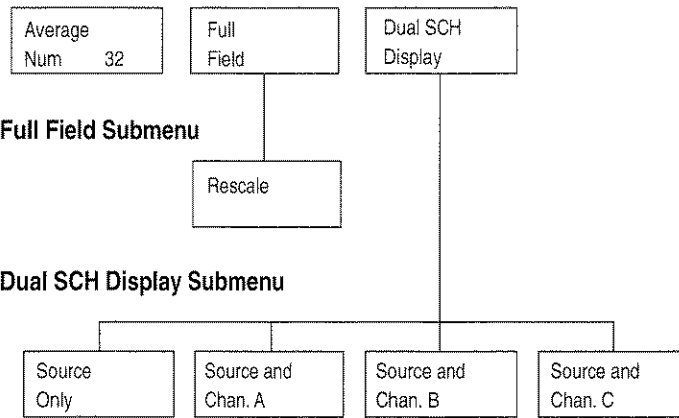 Average
Num 32
Full
Field
Dual SCH
Display
Full Field Submenu
Rescale
Dual SCH Display Submenu
Source
Only
Source and
Chan. A
Source and
Chan. B
Source and
Chan. C